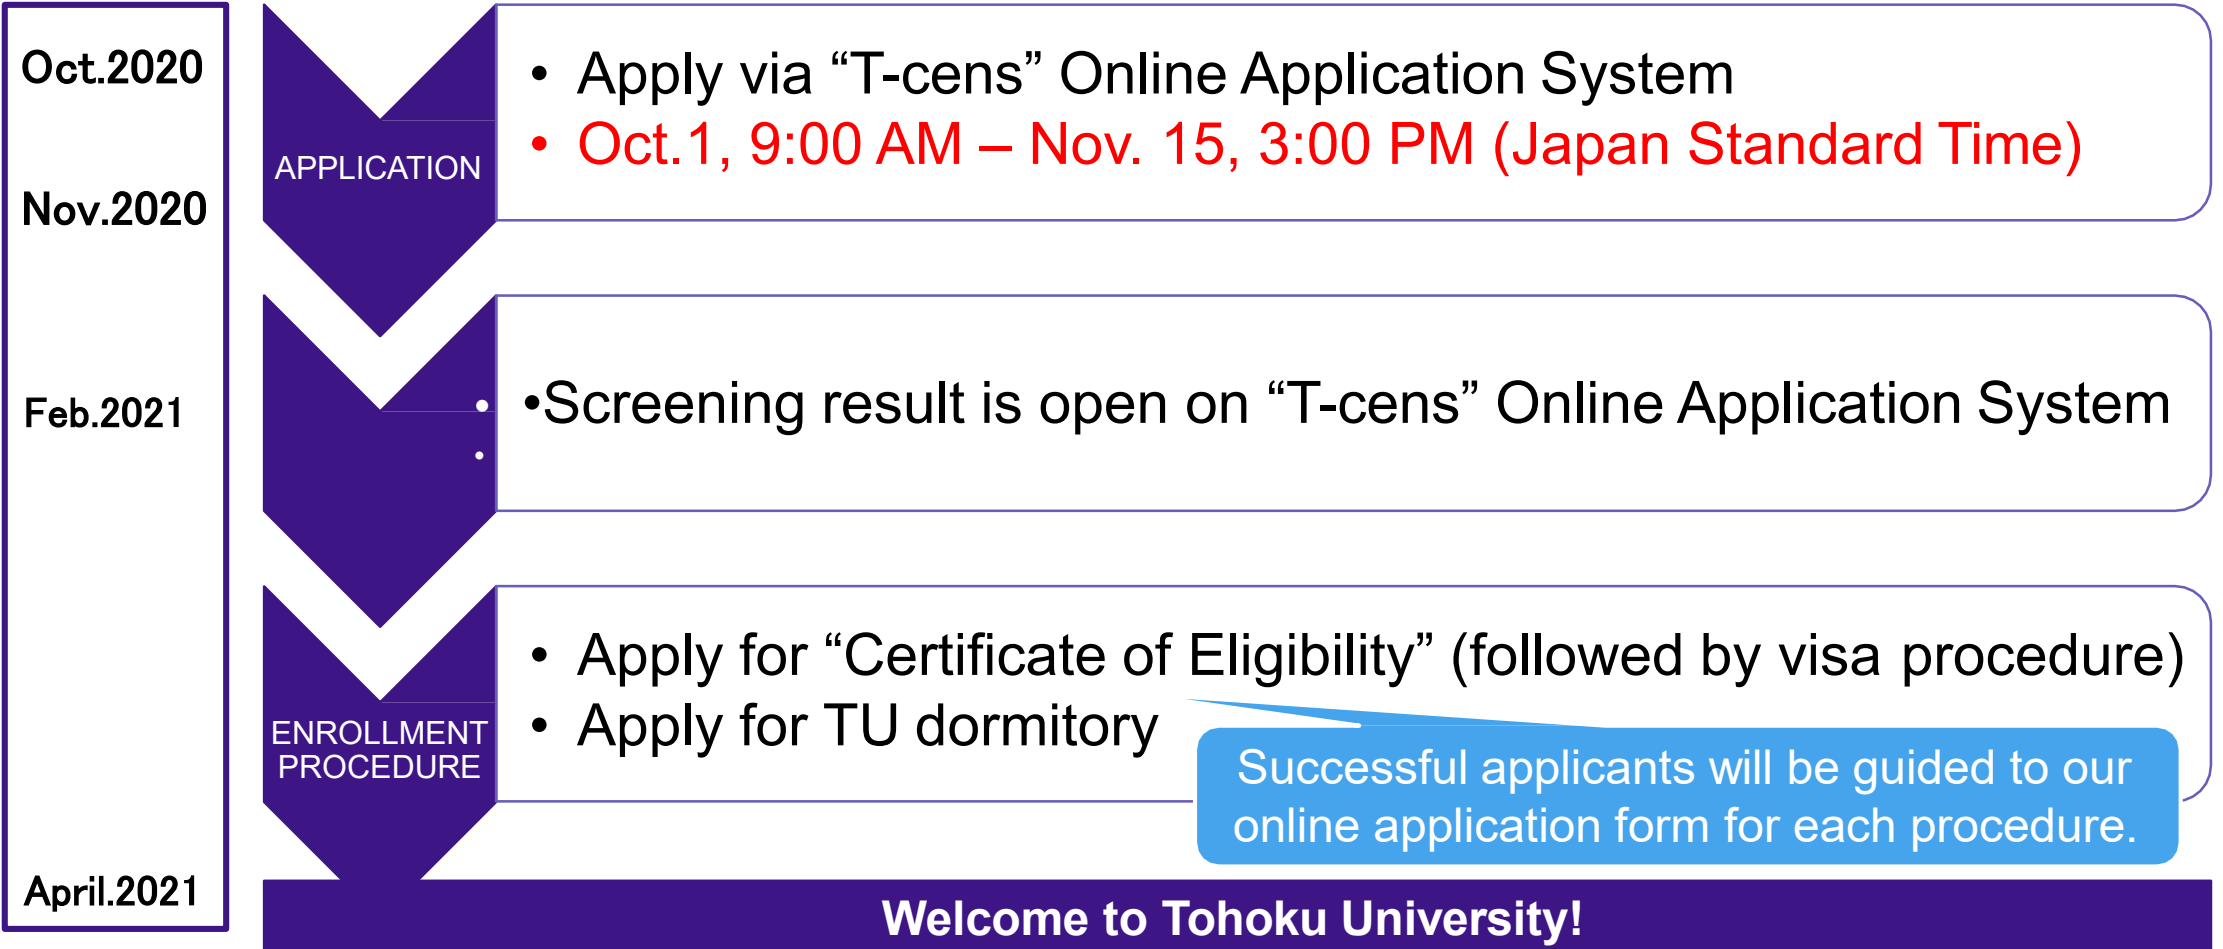 Oct.2020
Nov.2020
Feb.2021
April.2021
APPLICATION
• Apply via “T-cens” Online Application System
• Oct.1, 9:00 AM – Nov. 15, 3:00 PM (Japan Standard Time)
•Screening result is open on “T-cens” Online Application System
ENROLLMENT
PROCEDURE
• Apply for “Certificate of Eligibility” (followed by visa procedure)
• Apply for TU dormitory
Successful applicants will be guided to our
online application form for each procedure.
Welcome to Tohoku University!